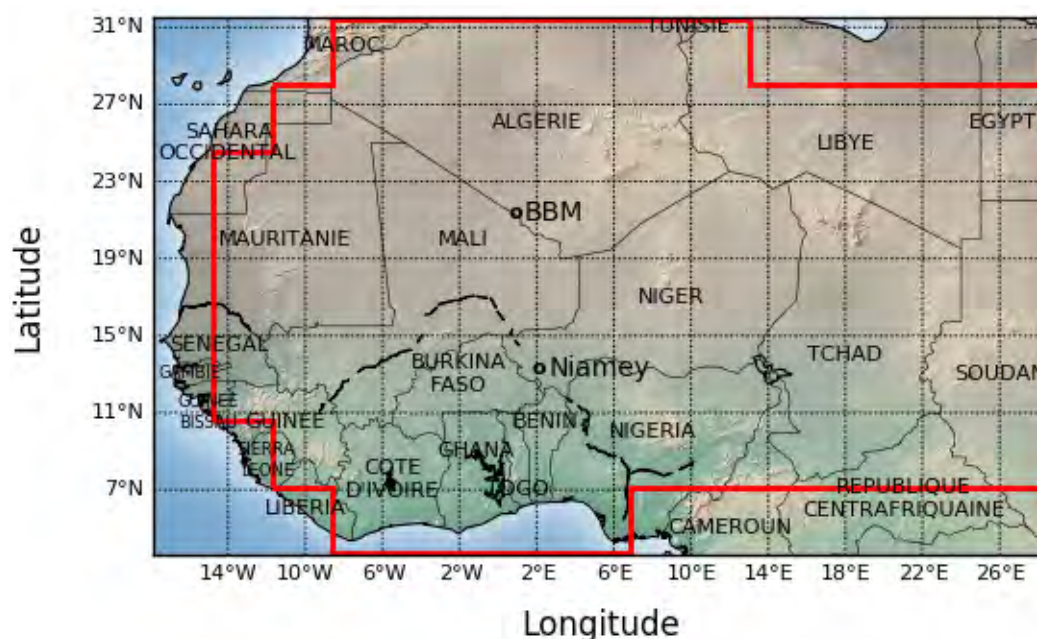 31°N
TUNISIE
MAROC
27°N
ALGERIE
EGYPT
SAHARA
OCCIDENTAL
LIBYE
23°N
BBM
MAURITANIE
MALI
19°N
NIGER
15°N
SENEGAL
BURKINA
FASO
TCHAD
Niamey
GAMBIE
SOUDAN
GUINEE
BISS
11°N
GUINEE
BENIN
NIGERIA
GHANA
SIERRA
LEONE
COTE
D'IVOIRE
OGO
7°N
REPUBLIQUE
CENTRAFRIQUAINE
LIBERIA
CAMEROUN
14°W 10°W 6°W 2°W 2°E 6°E 10°E 14°E 18°E 22°E 26°E
Latitude
Longitude